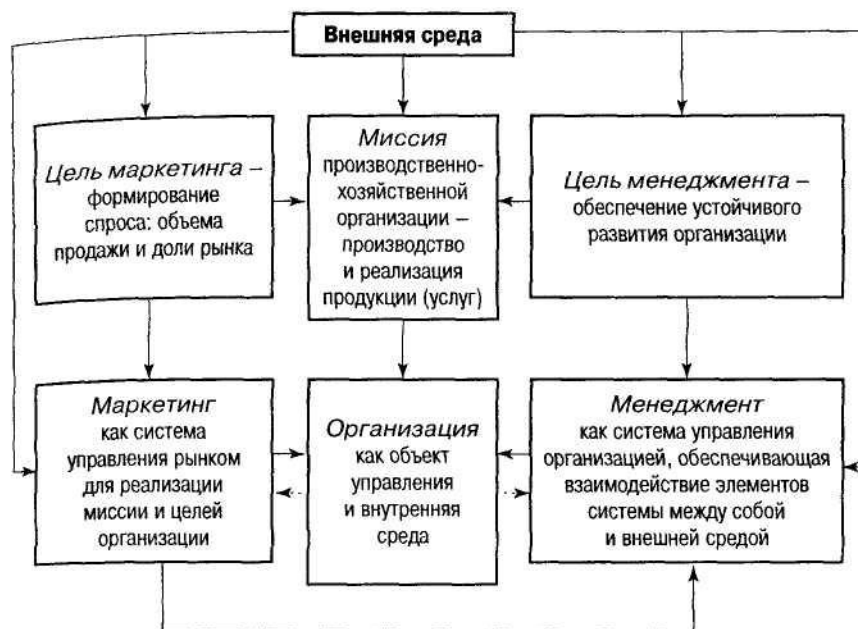 Внешняя среда
Цель маркетинга –
формирование
спроса: объема
продажи и доли рынка
Миссия
производственно-
хозяйственной
организации –
производство
и реализация
продукции (услуг)
Цель менеджмента –
обеспечение устойчивого
развития организации
Маркетинг
как система
управления рынком
для реализации
миссии и целей
организации
Организация
как объект
управления
и внутренняя
среда
Менеджмент
как система управления
организацией, обеспечивающая
взаимодействие элементов
системы между собой
и внешней средой